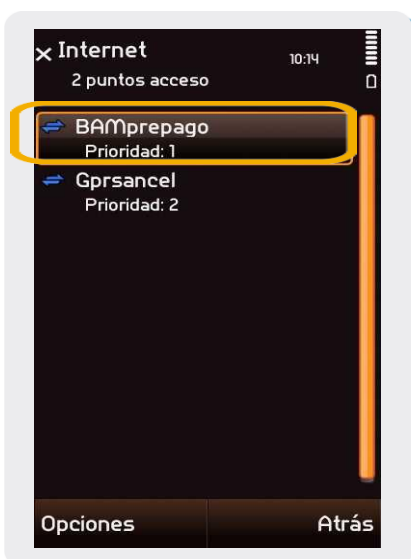 Internet
10:14
2 puntos acceso
BAMprepago
Prioridad: 1
Gprsancel
Prioridad: 2
Opciones
Atrás